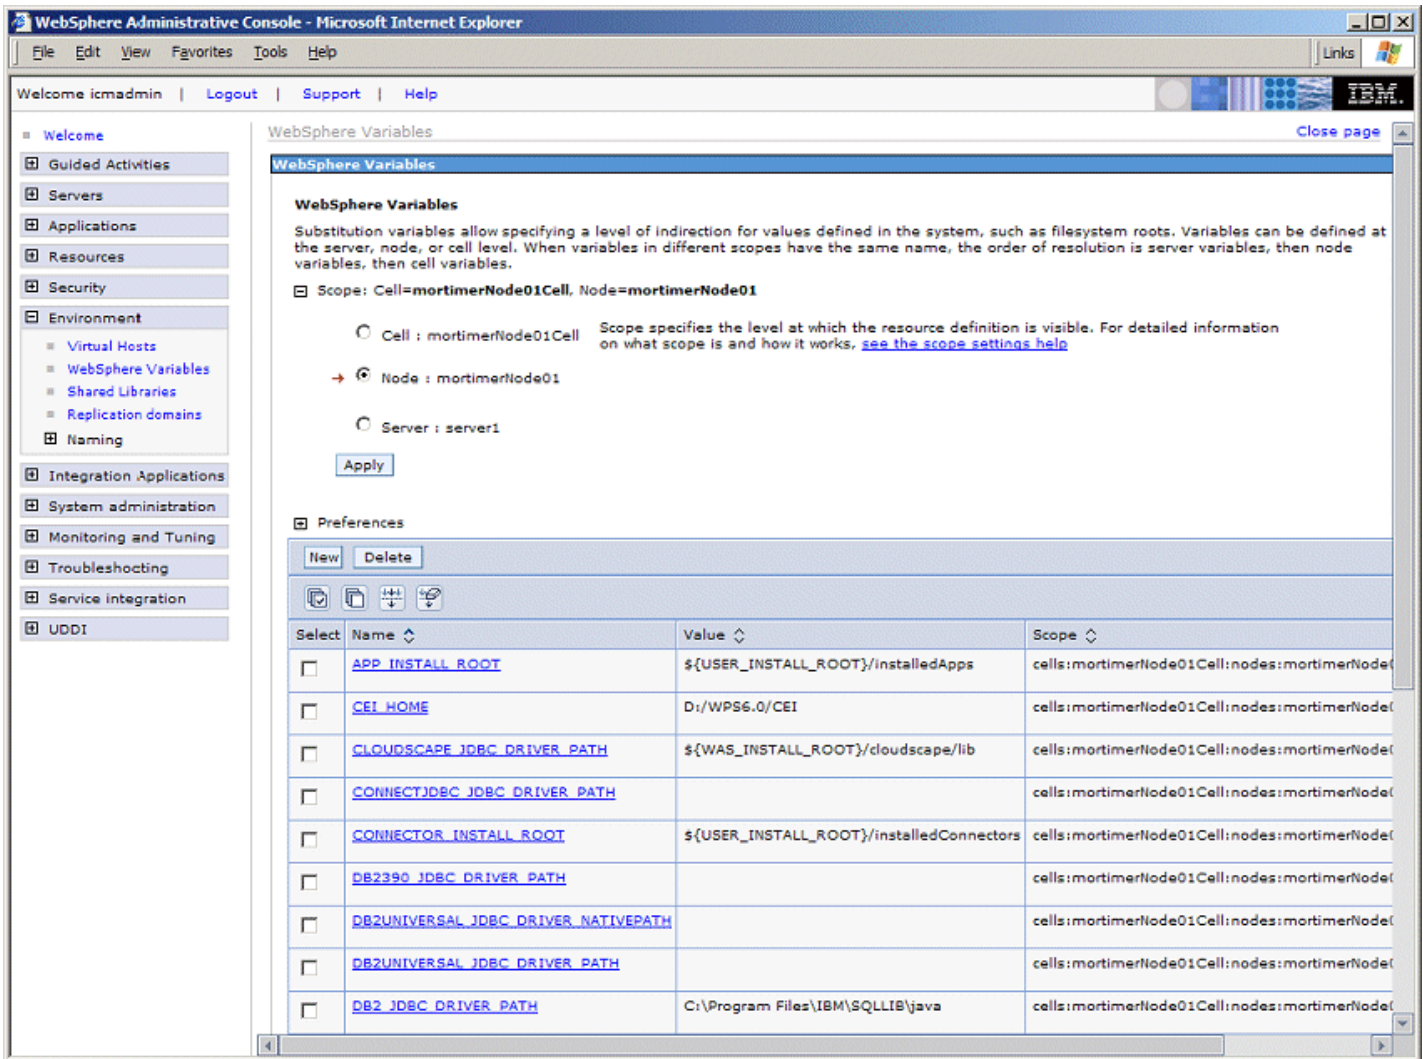 WebSphere Administrative Console - Microsoft Internet Explorer
File Edit View Favorites Tools Help Links
Welcome icmadmin | Logout | Support | Help IBM.
Welcome
Guided Activities
Servers
Applications
Resources
Security
Environment
Virtual Hosts
WebSphere Variables
Shared Libraries
Replication domains
Naming
Integration Applications
System administration
Monitoring and Tuning
Troubleshooting
Service integration
UDDI
WebSphere Variables Close page
WebSphere Variables
WebSphere Variables
Substitution variables allow specifying a level of indirection for values defined in the system, such as filesystem roots. Variables can be defined at
the server, node, or cell level. When variables in different scopes have the same name, the order of resolution is server variables, then node
variables, then cell variables.
Scope: Cell=mortimerNode01Cell, Node=mortimerNode01
Cell : mortimerNode01Cell
Scope specifies the level at which the resource definition is visible. For detailed information
on what scope is and how it works, see the scope settings help
Node : mortimerNode01
Server : server1
Apply
Preferences
New Delete
Select Name Value Scope
APP_INSTALL_ROOT ${USER_INSTALL_ROOT}/installedApps cells:mortimerNode01Cell:nodes:mortimerNode0
CEI_HOME D:/WPS6.0/CEI cells:mortimerNode01Cell:nodes:mortimerNode0
CLOUDSCAPE_JDBC_DRIVER_PATH ${WAS_INSTALL_ROOT}/cloudscape/lib cells:mortimerNode01Cell:nodes:mortimerNode0
CONNECTJDBC_JDBC_DRIVER_PATH cells:mortimerNode01Cell:nodes:mortimerNode0
CONNECTOR_INSTALL_ROOT ${USER_INSTALL_ROOT}/installedConnectors cells:mortimerNode01Cell:nodes:mortimerNode0
DB2390_JDBC_DRIVER_PATH cells:mortimerNode01Cell:nodes:mortimerNode0
DB2UNIVERSAL_JDBC_DRIVER_NATIVEPATH cells:mortimerNode01Cell:nodes:mortimerNode0
DB2UNIVERSAL_JDBC_DRIVER_PATH cells:mortimerNode01Cell:nodes:mortimerNode0
DB2_JDBC_DRIVER_PATH C:\Program Files\IBM\SQLLIB\java cells:mortimerNode01Cell:nodes:mortimerNode0